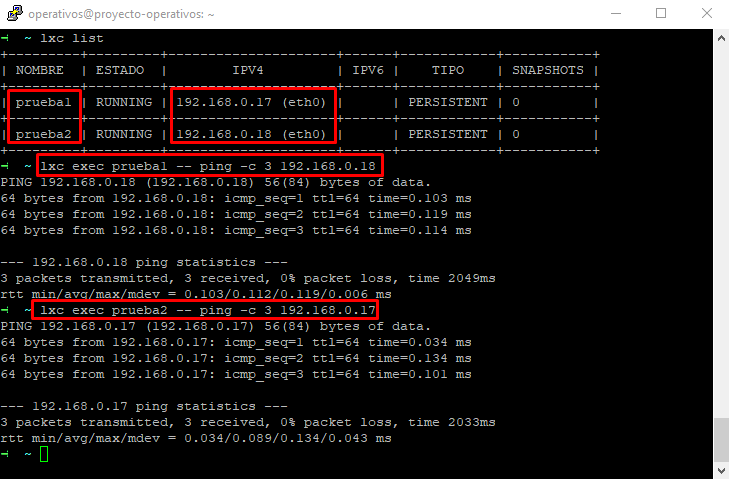 operativos@proyecto-operativos: ~
~ lxc list
+---------+---------+---------------------+------+------------+-----------+
| NOMBRE | ESTADO | IPV4 | IPV6 | TIPO | SNAPSHOTS |
+---------+---------+---------------------+------+------------+-----------+
| prueba1 | RUNNING | 192.168.0.17 (eth0) | | PERSISTENT | 0 |
+---------+---------+---------------------+------+------------+-----------+
| prueba2 | RUNNING | 192.168.0.18 (eth0) | | PERSISTENT | 0 |
+---------+---------+---------------------+------+------------+-----------+
~ lxc exec prueba1 -- ping -c 3 192.168.0.18
PING 192.168.0.18 (192.168.0.18) 56(84) bytes of data.
64 bytes from 192.168.0.18: icmp_seq=1 ttl=64 time=0.103 ms
64 bytes from 192.168.0.18: icmp_seq=2 ttl=64 time=0.119 ms
64 bytes from 192.168.0.18: icmp_seq=3 ttl=64 time=0.114 ms
--- 192.168.0.18 ping statistics ---
3 packets transmitted, 3 received, 0% packet loss, time 2049ms
rtt min/avg/max/mdev = 0.103/0.112/0.119/0.006 ms
~ lxc exec prueba2 -- ping -c 3 192.168.0.17
PING 192.168.0.17 (192.168.0.17) 56(84) bytes of data.
64 bytes from 192.168.0.17: icmp_seq=1 ttl=64 time=0.034 ms
64 bytes from 192.168.0.17: icmp_seq=2 ttl=64 time=0.134 ms
64 bytes from 192.168.0.17: icmp_seq=3 ttl=64 time=0.101 ms
--- 192.168.0.17 ping statistics ---
3 packets transmitted, 3 received, 0% packet loss, time 2033ms
rtt min/avg/max/mdev = 0.034/0.089/0.134/0.043 ms
~